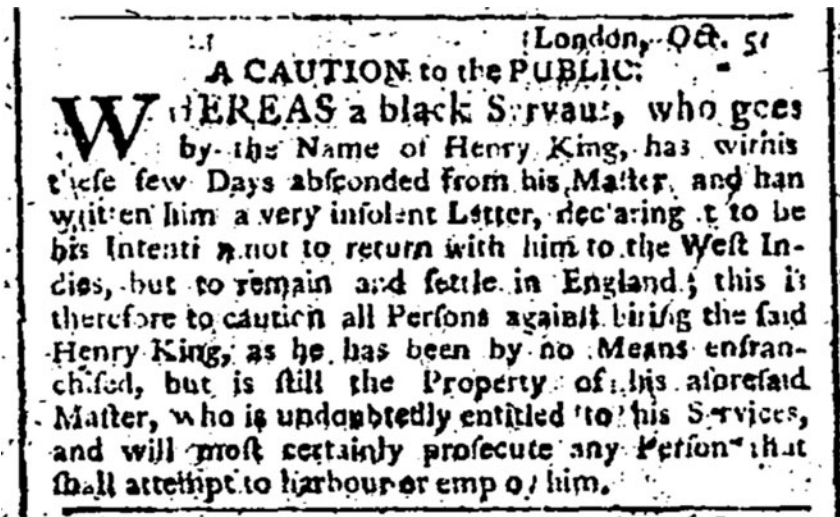 London, Oct. 5.
A CAUTION to the PUBLIC.
WHEREAS a black Servant, who goes
by the Name of Henry King, has within
theſe few Days abſconded from his Maſter, and han
written him a very inſolent Letter, declaring it to be
his Intention not to return with him to the Weſt In-
dies, but to remain and ſettle in England; this is
therefore to caution all Perſons againſt hiring the ſaid
Henry King, as he has been by no Means enfran-
chiſed, but is ſtill the Property of his aforeſaid
Maſter, who is undoubtedly entitled to his Services,
and will moſt certainly proſecute any Perſon that
ſhall attempt to harbour or employ him.